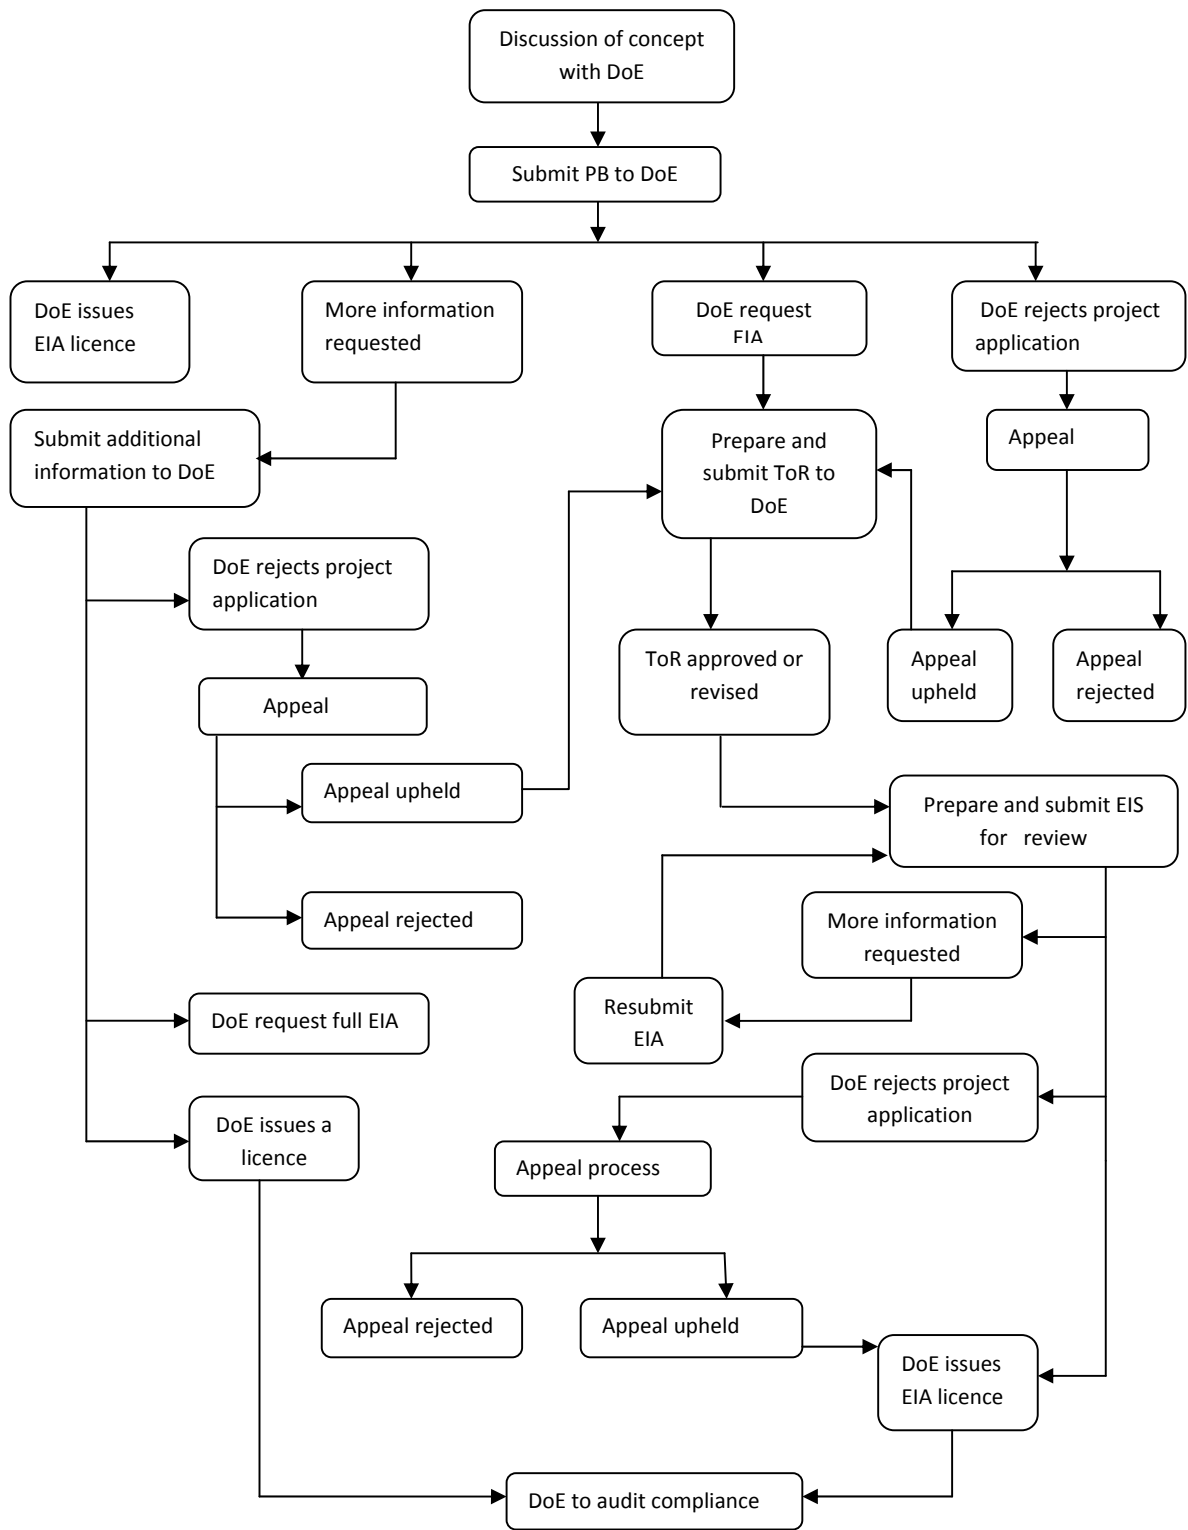 Discussion of concept
with DoE
Submit PB to DoE
DoE issues
EIA licence
More information
requested
DoE request
EIA
DoE rejects project
application
Submit additional
information to DoE
Prepare and
submit ToR to
DoE
Appeal
DoE rejects project
application
ToR approved or
revised
Appeal
upheld
Appeal
rejected
Appeal
Appeal upheld
Prepare and submit EIS
for review
Appeal rejected
More information
requested
DoE request full EIA
Resubmit
EIA
DoE rejects project
application
DoE issues a
licence
Appeal process
Appeal rejected
Appeal upheld
DoE issues
EIA licence
DoE to audit compliance